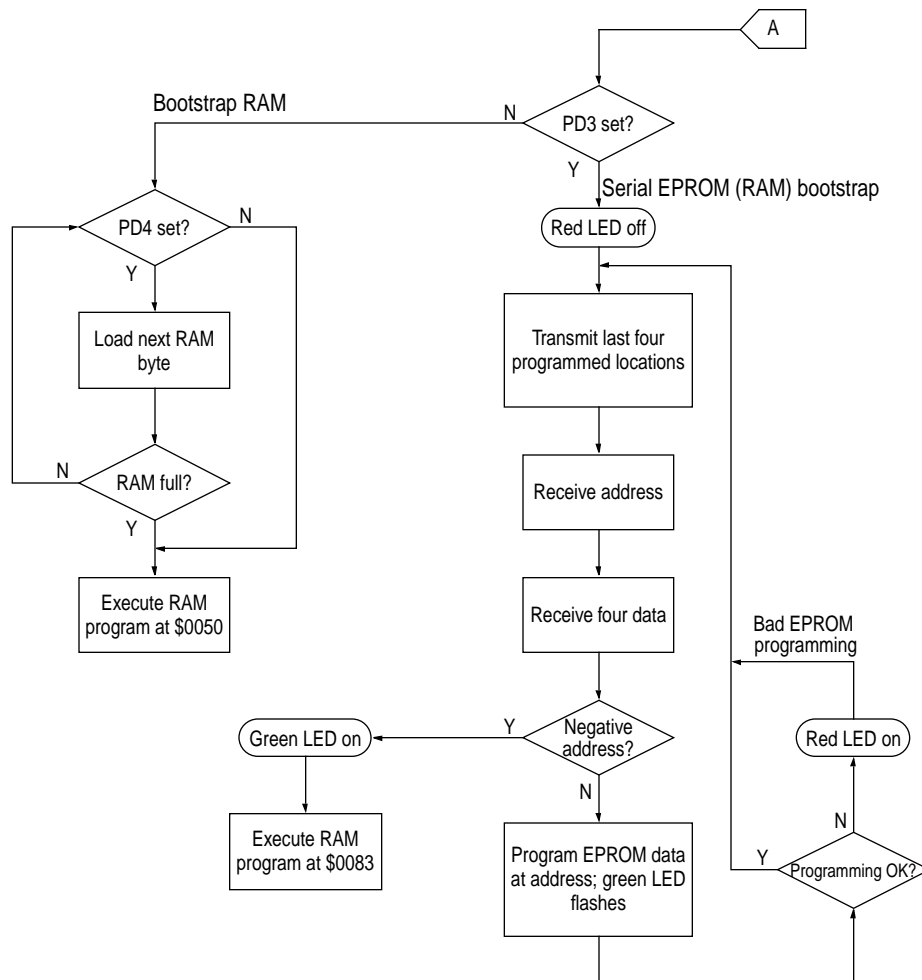 A
Bootstrap RAM
N
PD3 set?
Y
Serial EPROM (RAM) bootstrap
PD4 set?
N
Red LED off
Y
Load next RAM
byte
Transmit last four
programmed locations
N
RAM full?
Receive address
Y
Execute RAM
program at $0050
Receive four data
Bad EPROM
programming
Green LED on
Y
Negative
address?
Red LED on
N
N
Execute RAM
program at $0083
Program EPROM data
at address; green LED
flashes
Y
Programming OK?